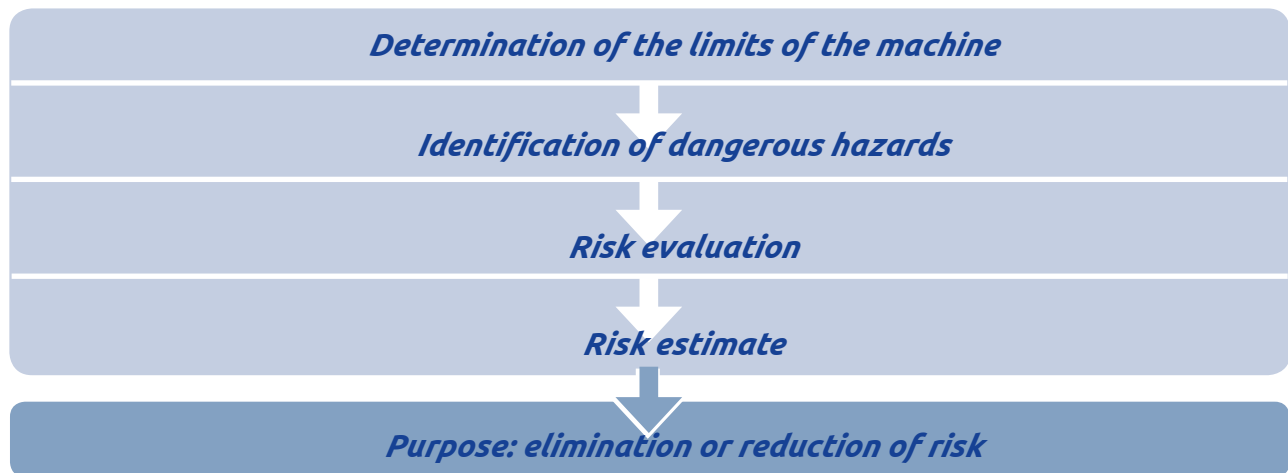 Determination of the limits of the machine
Identification of dangerous hazards
Risk evaluation
Risk estimate
Purpose: elimination or reduction of risk